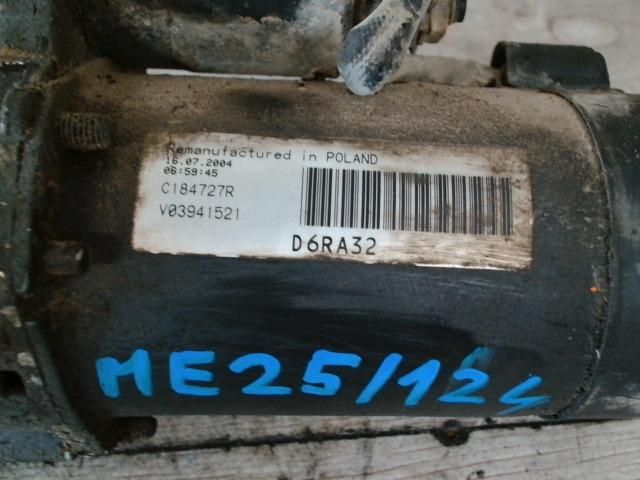 Remanufactured in POLAND
16.07.2004
06:59:45
C184727R
V03941521
D6RA32
ME25/124